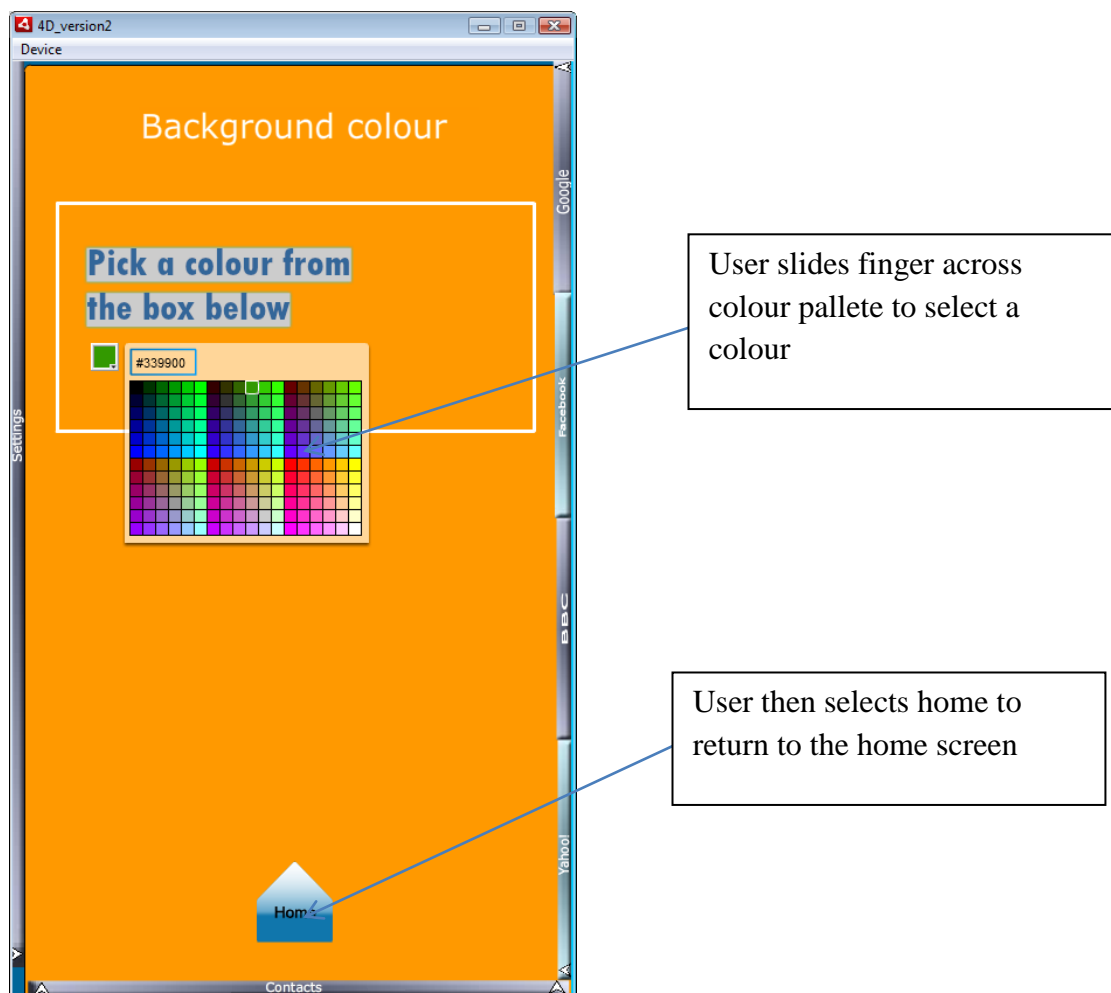 4D_version2
Device
Background colour
Google
Pick a colour from
the box below
#339900
Settings
Facebook
BBC
Yahoo!
Home
Contacts
User slides finger across
colour pallete to select a
colour
User then selects home to
return to the home screen